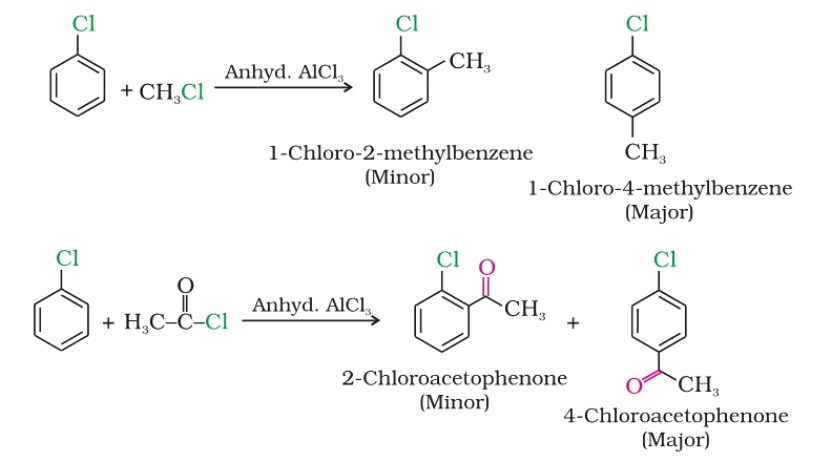 Cl
+ CH₃Cl
Anhyd. AlCl₃
Cl
CH₃
1-Chloro-2-methylbenzene
(Minor)
Cl
CH₃
1-Chloro-4-methylbenzene
(Major)
Cl
+ H₃C–C–Cl
O
Anhyd. AlCl₃
Cl
O
CH₃
2-Chloroacetophenone
(Minor)
+
Cl
O
CH₃
4-Chloroacetophenone
(Major)